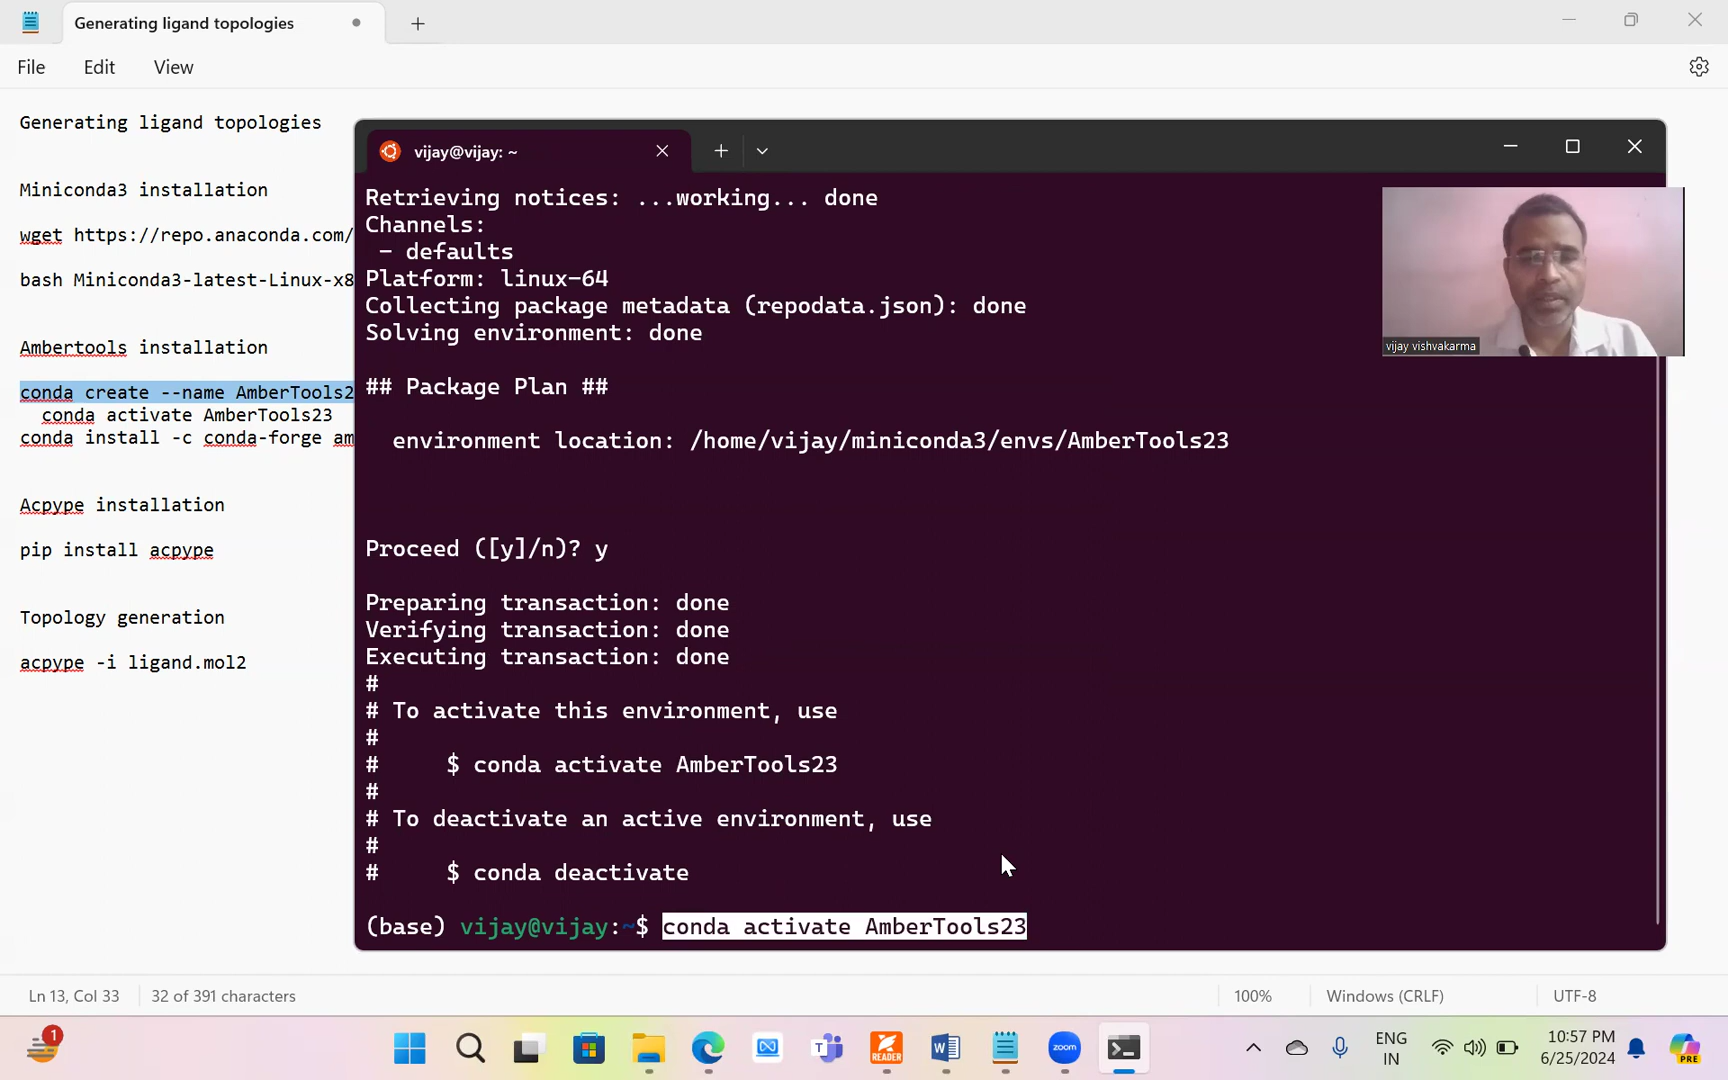 Generating ligand topologies
File
Edit
View
Generating ligand topologies
Miniconda3 installation
wget https://repo.anaconda.com/
bash Miniconda3-latest-Linux-x8
Ambertools installation
conda create --name AmberTools2
conda activate AmberTools23
conda install -c conda-forge am
Acpype installation
pip install acpype
Topology generation
acpype -i ligand.mol2
vijay@vijay: ~
Retrieving notices: ...working... done
Channels:
- defaults
Platform: linux-64
Collecting package metadata (repodata.json): done
Solving environment: done
## Package Plan ##
environment location: /home/vijay/miniconda3/envs/AmberTools23
Proceed ([y]/n)? y
Preparing transaction: done
Verifying transaction: done
Executing transaction: done
#
# To activate this environment, use
#
#     $ conda activate AmberTools23
#
# To deactivate an active environment, use
#
#     $ conda deactivate
(base) vijay@vijay:~$ conda activate AmberTools23
vijay vishvakarma
Ln 13, Col 33
32 of 391 characters
100%
Windows (CRLF)
UTF-8
1
READER
zoom
ENG
IN
10:57 PM
6/25/2024
PRE